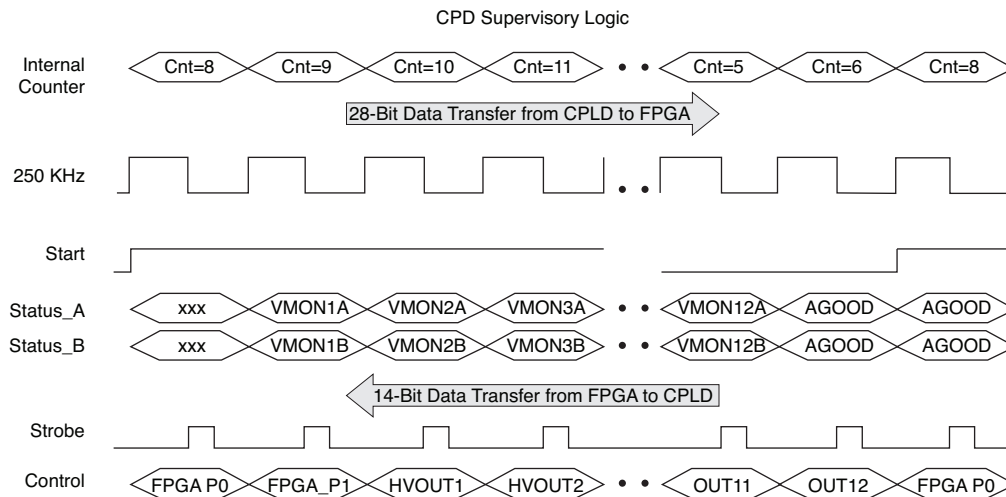 CPD Supervisory Logic
Internal Counter Cnt=8 Cnt=9 Cnt=10 Cnt=11 Cnt=5 Cnt=6 Cnt=8
28-Bit Data Transfer from CPLD to FPGA
250 KHz
Start
Status_A xxx VMON1A VMON2A VMON3A VMON12A AGOOD AGOOD
Status_B xxx VMON1B VMON2B VMON3B VMON12B AGOOD AGOOD
14-Bit Data Transfer from FPGA to CPLD
Strobe
Control FPGA P0 FPGA_P1 HVOUT1 HVOUT2 OUT11 OUT12 FPGA P0